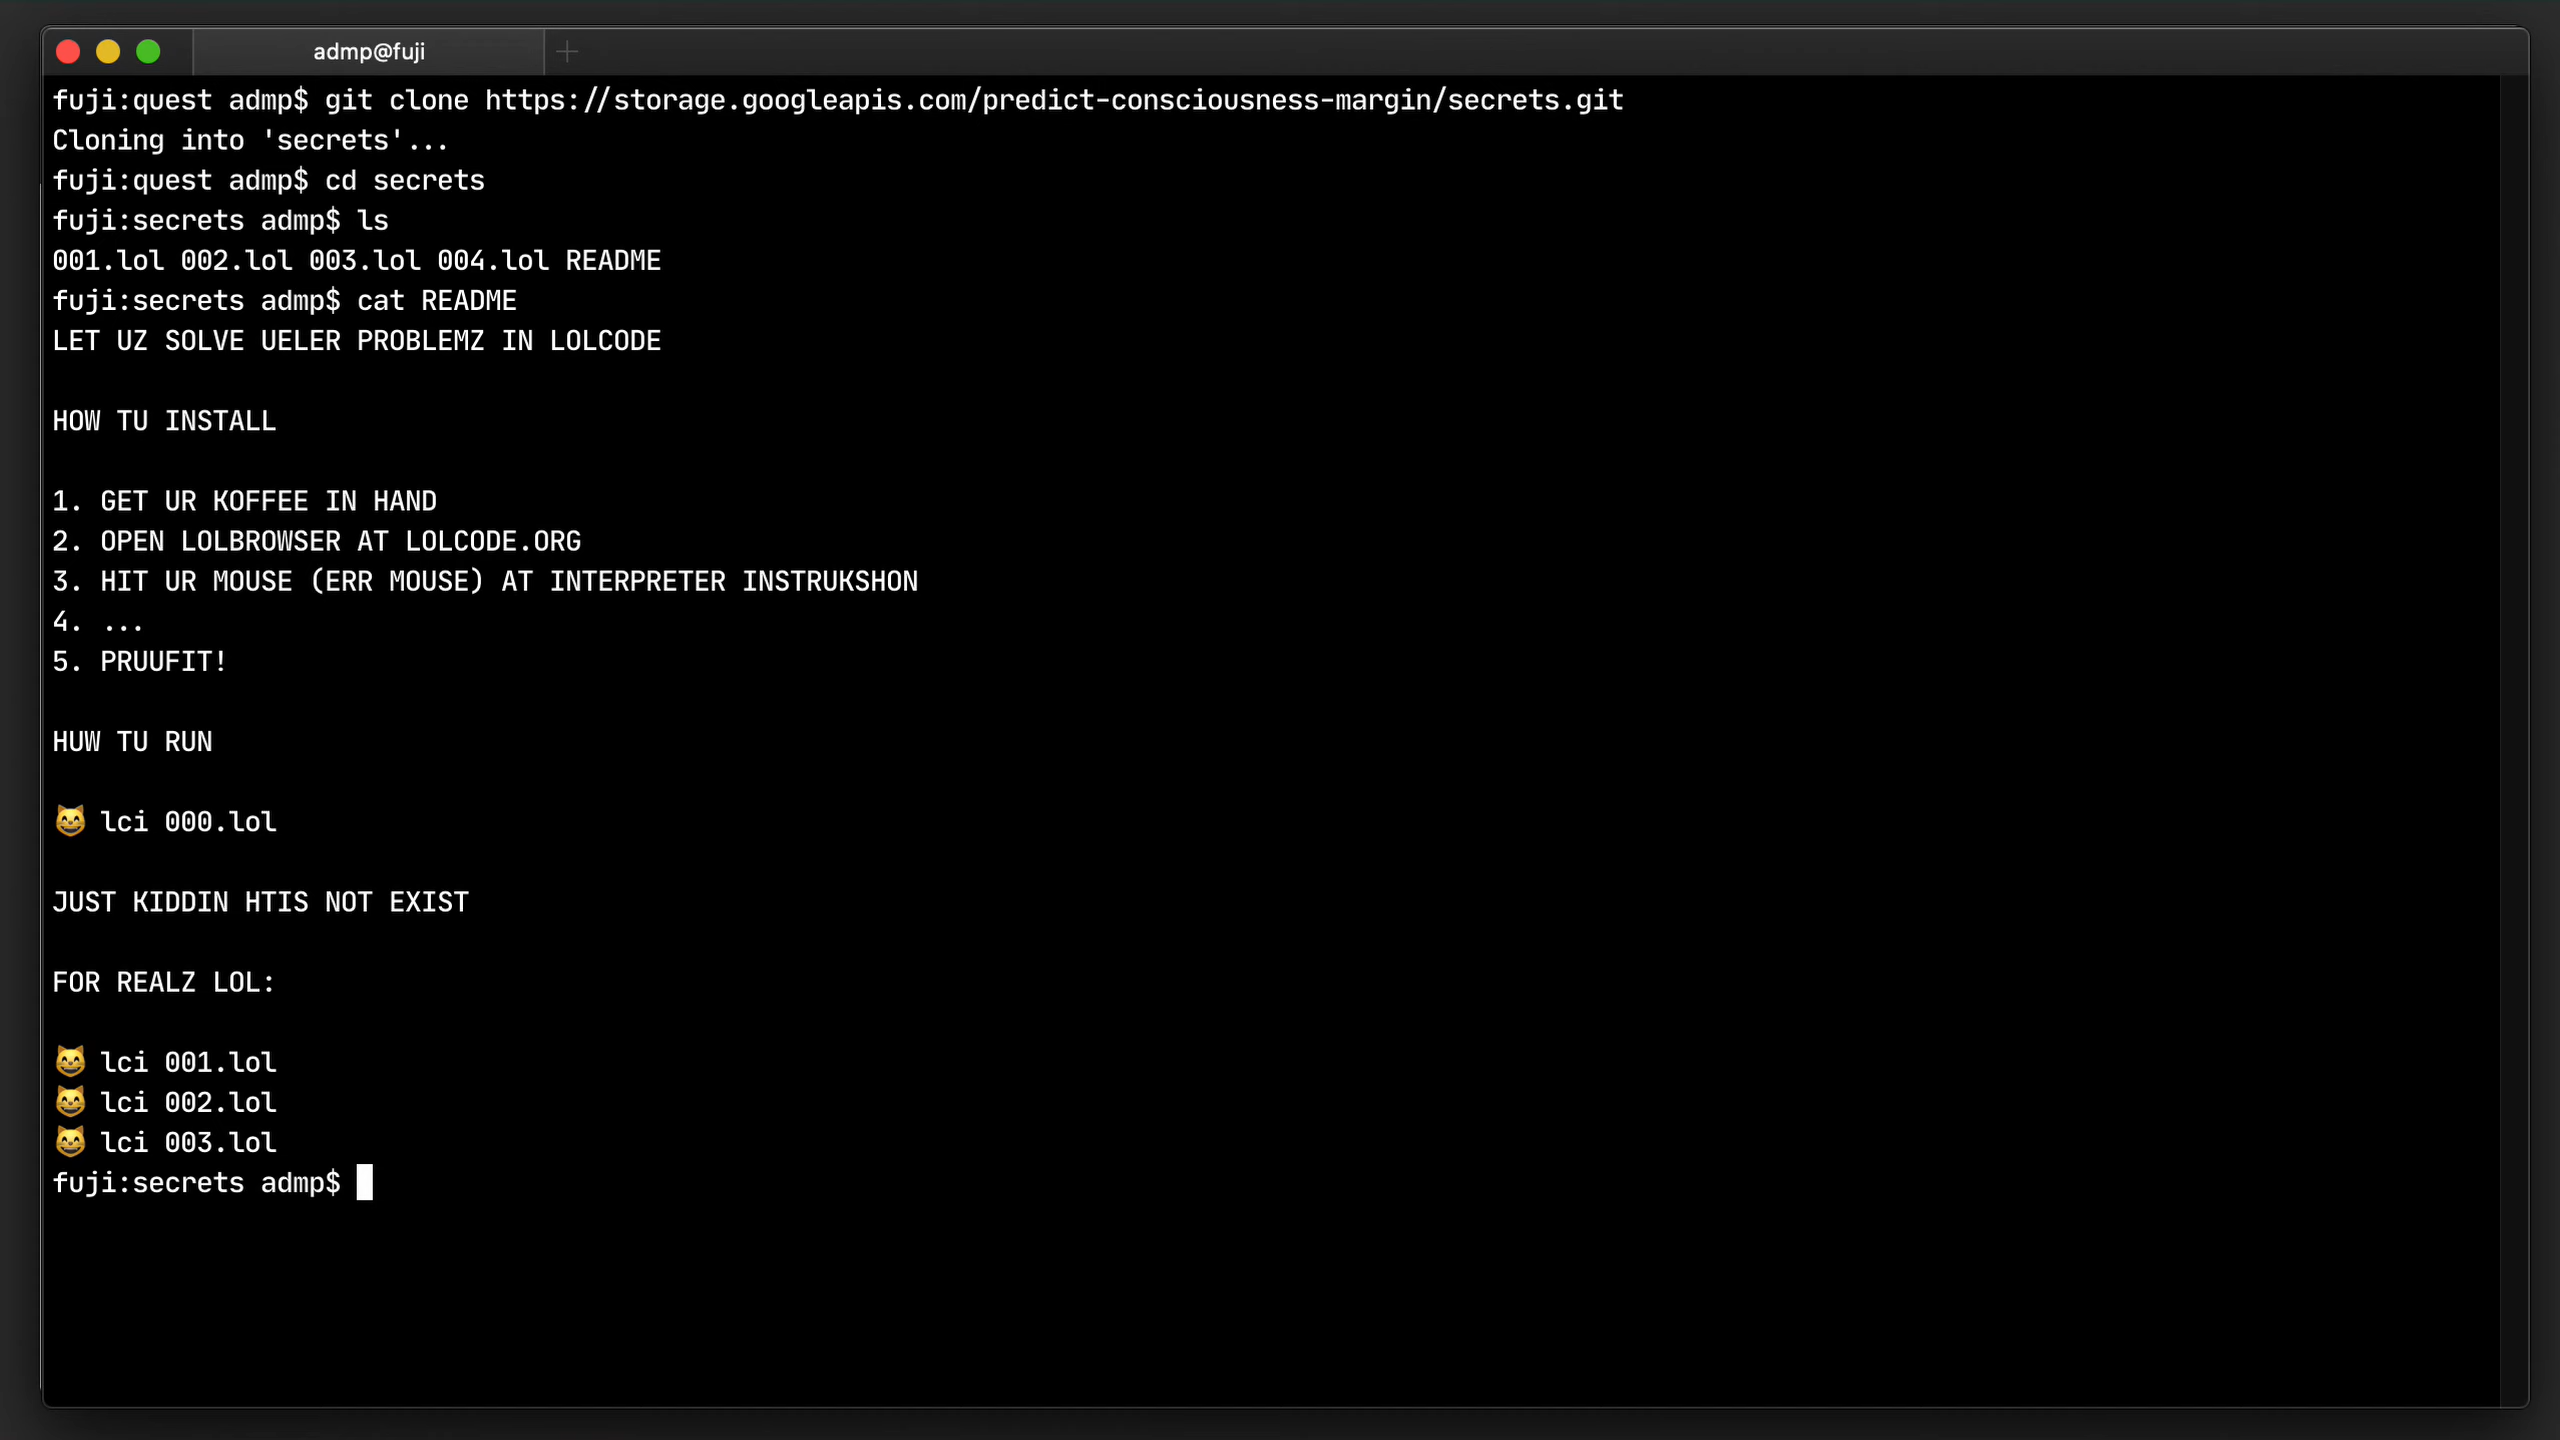 admp@fuji
fuji:quest admp$ git clone https://storage.googleapis.com/predict-consciousness-margin/secrets.git
Cloning into 'secrets'...
fuji:quest admp$ cd secrets
fuji:secrets admp$ ls
001.lol 002.lol 003.lol 004.lol README
fuji:secrets admp$ cat README
LET UZ SOLVE UELER PROBLEMZ IN LOLCODE
HOW TU INSTALL
1. GET UR KOFFEE IN HAND
2. OPEN LOLBROWSER AT LOLCODE.ORG
3. HIT UR MOUSE (ERR MOUSE) AT INTERPRETER INSTRUKSHON
4. ...
5. PRUUFIT!
HUW TU RUN
😸 lci 000.lol
JUST KIDDIN HTIS NOT EXIST
FOR REALZ LOL:
😸 lci 001.lol
😸 lci 002.lol
😸 lci 003.lol
fuji:secrets admp$